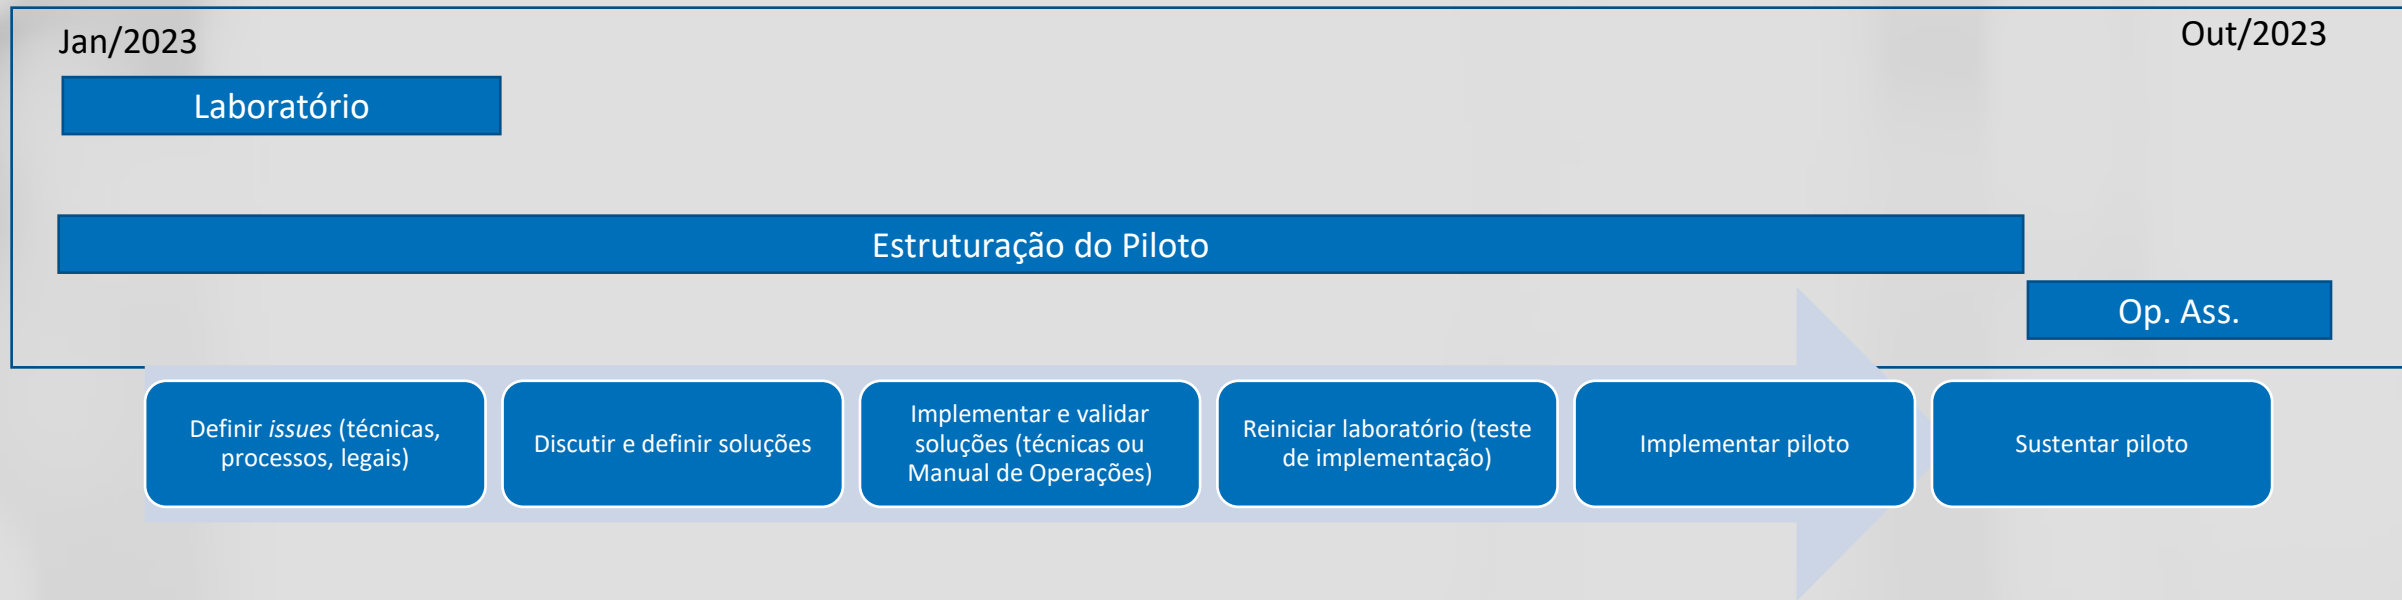 Jan/2023
Out/2023
Laboratório
Estruturação do Piloto
Op. Ass.
Definir issues (técnicas,
processos, legais)
Discutir e definir soluções
Implementar e validar
soluções (técnicas ou
Manual de Operações)
Reiniciar laboratório (teste
de implementação)
Implementar piloto
Sustentar piloto